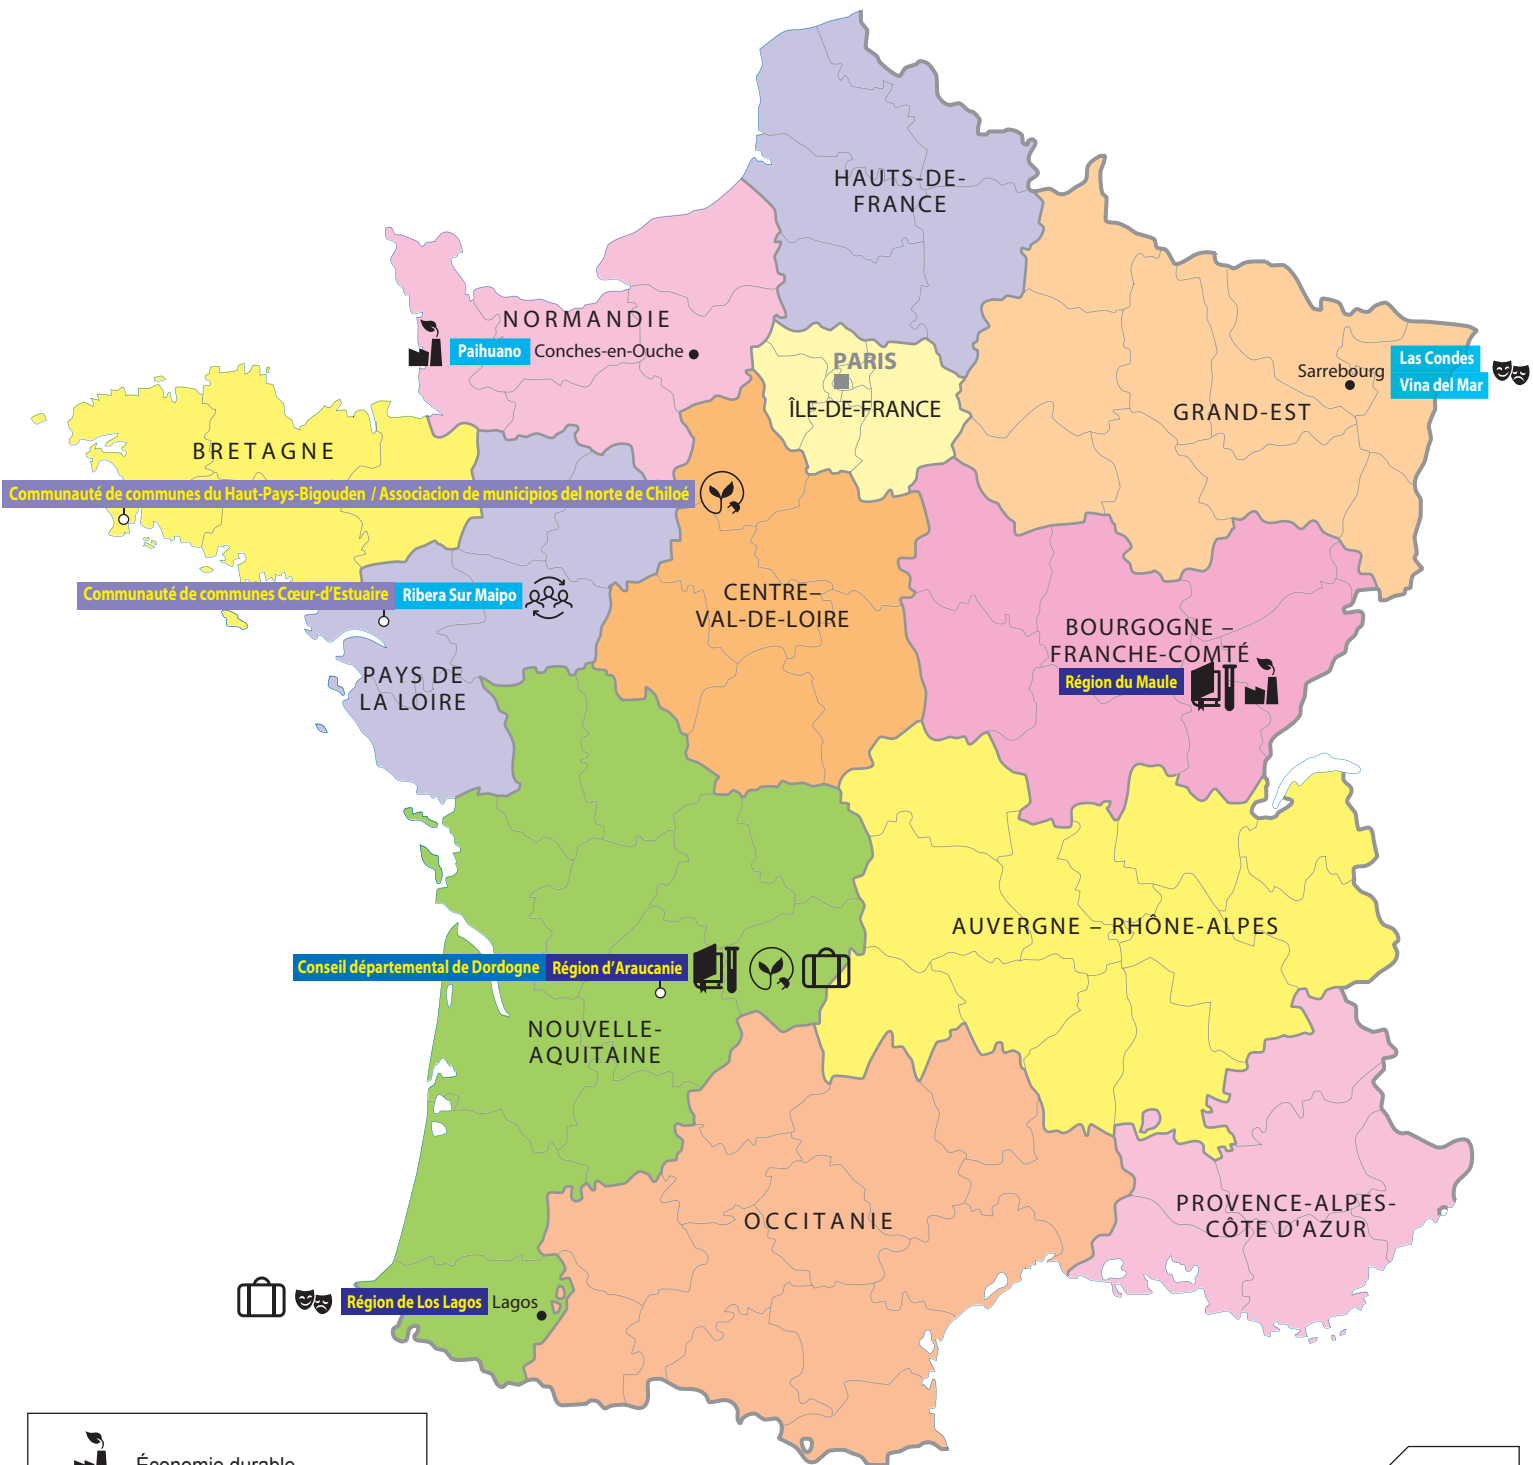 HAUTS-DE-
FRANCE
NORMANDIE
Paihuano Conches-en-Ouche
PARIS
ÎLE-DE-FRANCE
Sarrebourg
Las Condes
Vina del Mar
GRAND-EST
BRETAGNE
Communauté de communes du Haut-Pays-Bigouden / Associacion de municipios del norte de Chiloé
Communauté de communes Cœur-d'Estuaire Ribera Sur Maipo
CENTRE–
VAL-DE-LOIRE
BOURGOGNE –
FRANCHE-COMTÉ
Région du Maule
PAYS DE
LA LOIRE
AUVERGNE – RHÔNE-ALPES
Conseil départemental de Dordogne Région d'Araucanie
NOUVELLE-
AQUITAINE
OCCITANIE
PROVENCE-ALPES-
CÔTE D'AZUR
Région de Los Lagos Lagos
Économie durable